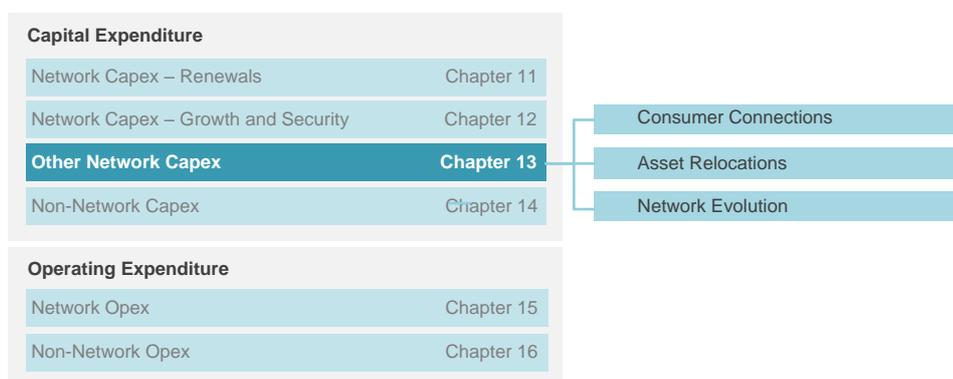 Capital Expenditure
Network Capex – Renewals Chapter 11
Network Capex – Growth and Security Chapter 12
Other Network Capex Chapter 13
Non-Network Capex Chapter 14
Consumer Connections
Asset Relocations
Network Evolution
Operating Expenditure
Network Opex Chapter 15
Non-Network Opex Chapter 16